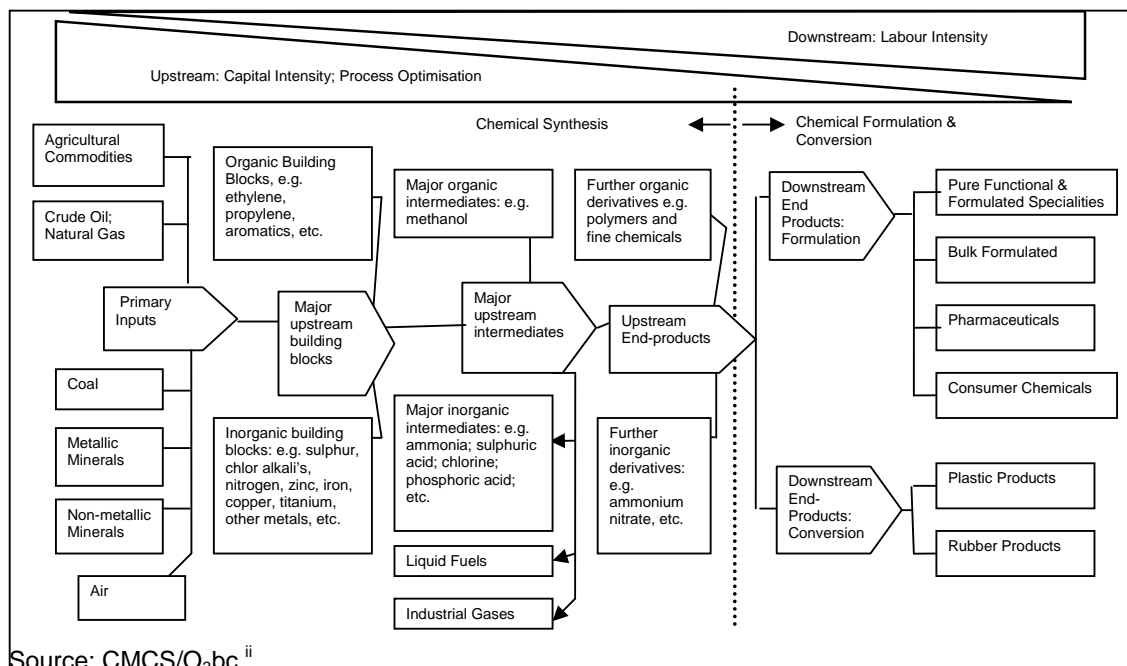 Downstream: Labour Intensity
Upstream: Capital Intensity; Process Optimisation
Chemical Synthesis
Chemical Formulation &
Conversion
Agricultural
Commodities
Crude Oil;
Natural Gas
Primary
Inputs
Coal
Metallic
Minerals
Non-metallic
Minerals
Air
Organic Building
Blocks, e.g.
ethylene,
propylene,
aromatics, etc.
Major
upstream
building
blocks
Inorganic building
blocks: e.g. sulphur,
chlor alkali's,
nitrogen, zinc, iron,
copper, titanium,
other metals, etc.
Major organic
intermediates: e.g.
methanol
Major
upstream
intermediates
Major inorganic
intermediates: e.g.
ammonia; sulphuric
acid; chlorine;
phosphoric acid;
etc.
Liquid Fuels
Industrial Gases
Further organic
derivatives e.g.
polymers and
fine chemicals
Upstream
End-products
Further
inorganic
derivatives:
e.g.
ammonium
nitrate, etc.
Downstream
End
Products:
Formulation
Pure Functional &
Formulated Specialities
Bulk Formulated
Pharmaceuticals
Consumer Chemicals
Downstream
End-
Products:
Conversion
Plastic Products
Rubber Products
Source: CMCS/O₃bc ii